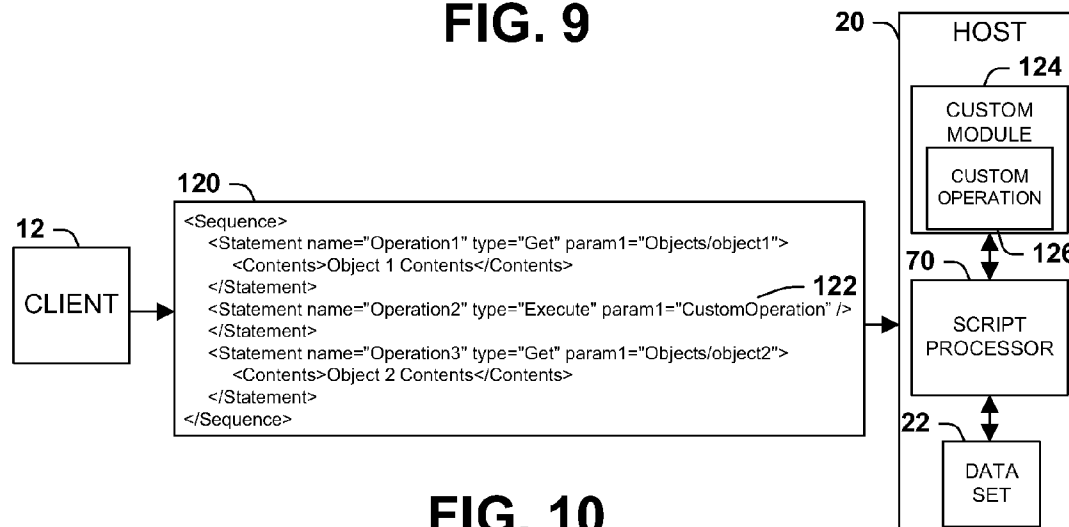 FIG. 9
20
HOST
124
CUSTOM
MODULE
CUSTOM
OPERATION
126
120
<Sequence>
<Statement name="Operation1" type="Get" param1="Objects/object1">
<Contents>Object 1 Contents</Contents>
</Statement>
<Statement name="Operation2" type="Execute" param1="CustomOperation" />
</Statement>
<Statement name="Operation3" type="Get" param1="Objects/object2">
<Contents>Object 2 Contents</Contents>
</Statement>
</Sequence>
122
12
CLIENT
70
SCRIPT
PROCESSOR
22
DATA
SET
FIG. 10